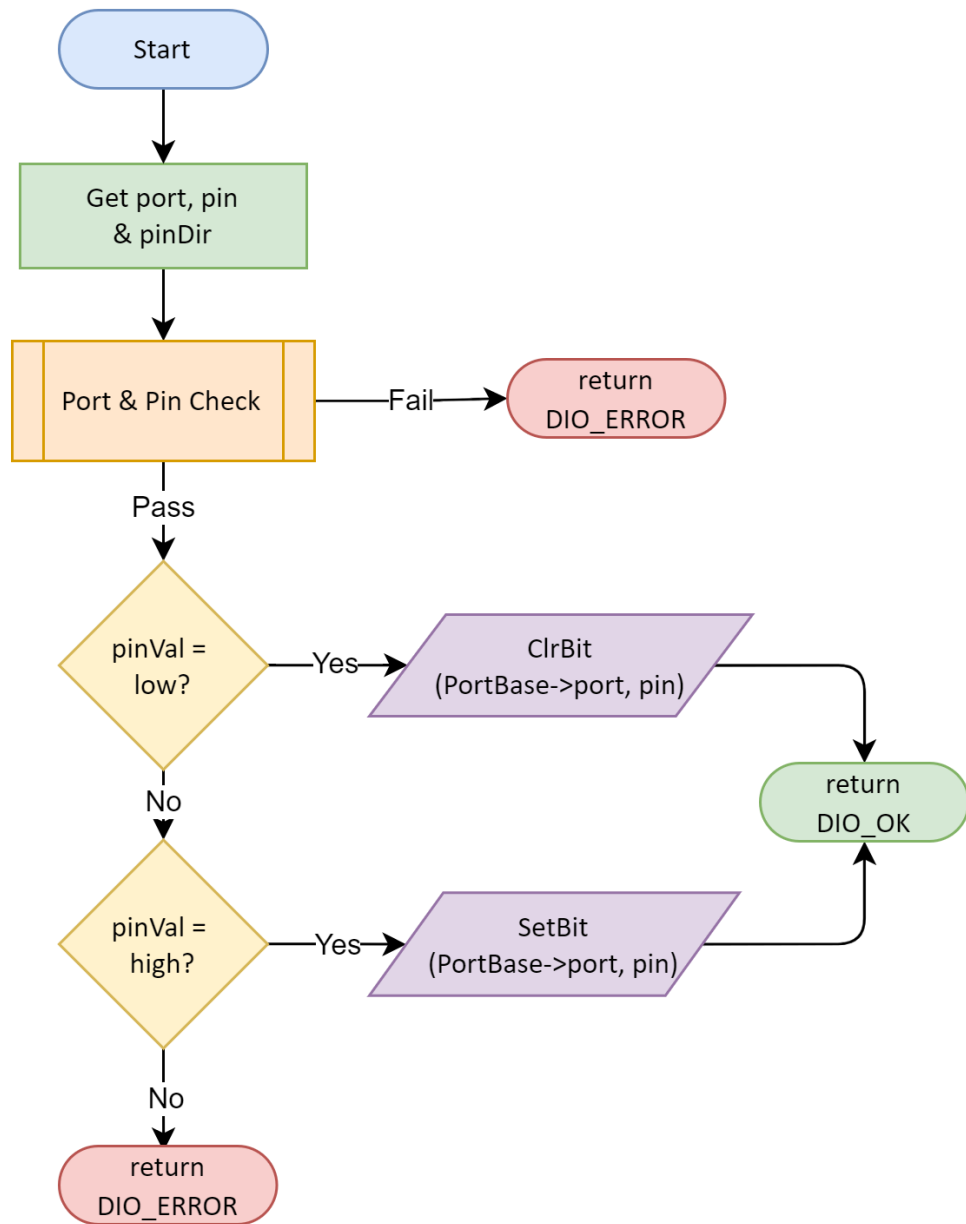 Start
Get port, pin
& pinDir
Port & Pin Check
Fail
return
DIO_ERROR
Pass
pinVal =
low?
Yes
ClrBit
(PortBase->port, pin)
return
DIO_OK
No
pinVal =
high?
Yes
SetBit
(PortBase->port, pin)
No
return
DIO_ERROR